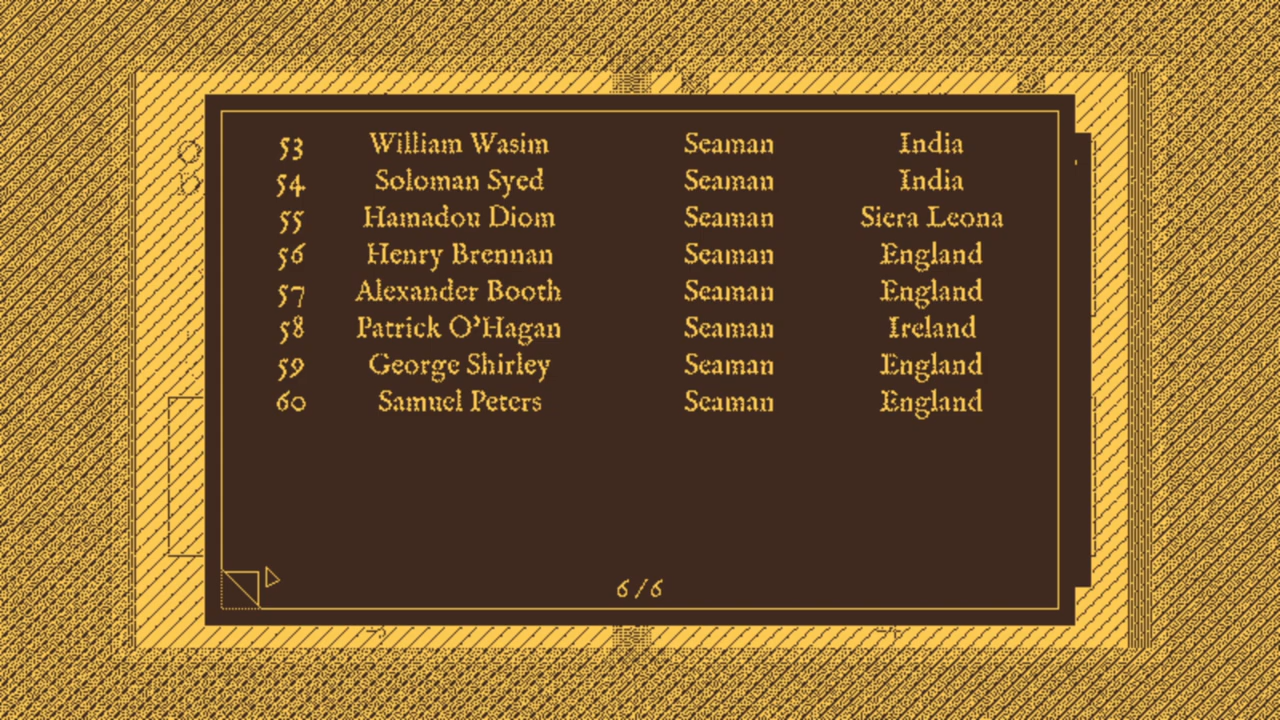 53 William Wasim Seaman India
54 Soloman Syed Seaman India
55 Hamadou Diom Seaman Siera Leona
56 Henry Brennan Seaman England
57 Alexander Booth Seaman England
58 Patrick O'Hagan Seaman Ireland
59 George Shirley Seaman England
60 Samuel Peters Seaman England
6/6